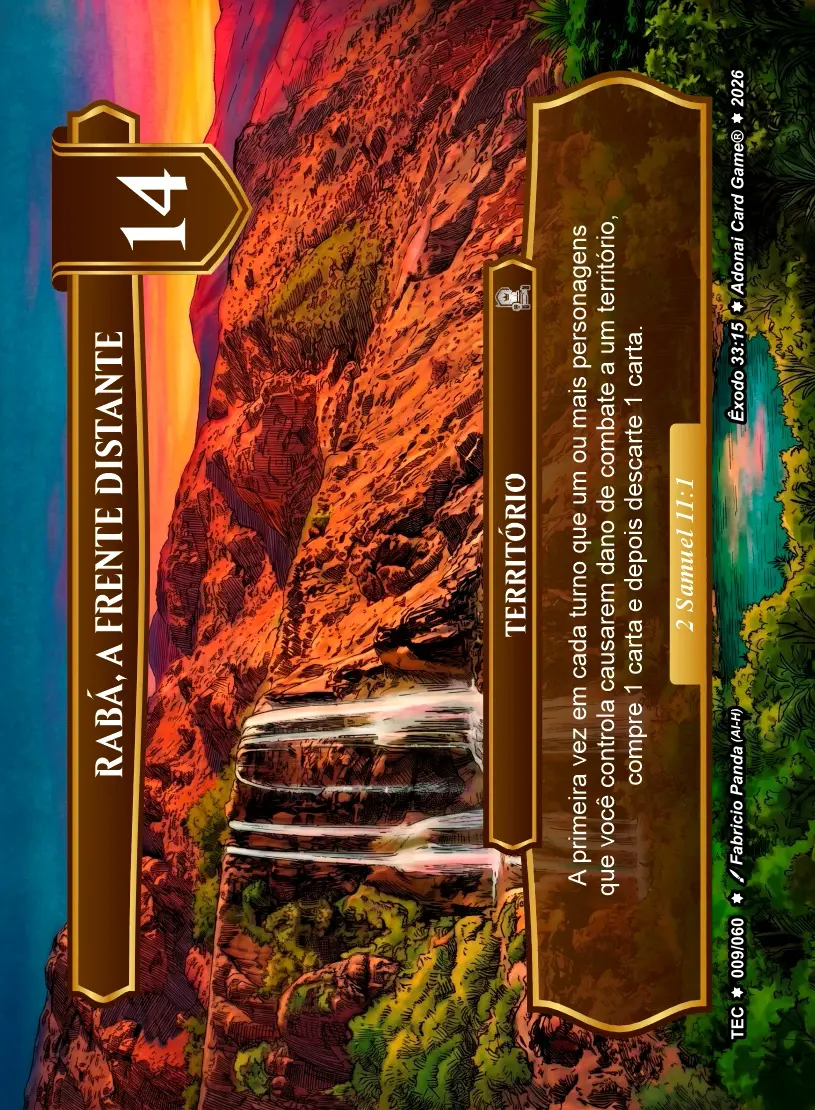 RABÁ, A FRENTE DISTANTE
14
TERRITÓRIO
A primeira vez em cada turno que um ou mais personagens
que você controla causarem dano de combate a um território,
compre 1 carta e depois descarte 1 carta.
2 Samuel 11:1
TEC ✶ 009/060 ✶ Fabricio Panda (AI-H) Êxodo 33:15 ✶ Adonai Card Game® ✶ 2026